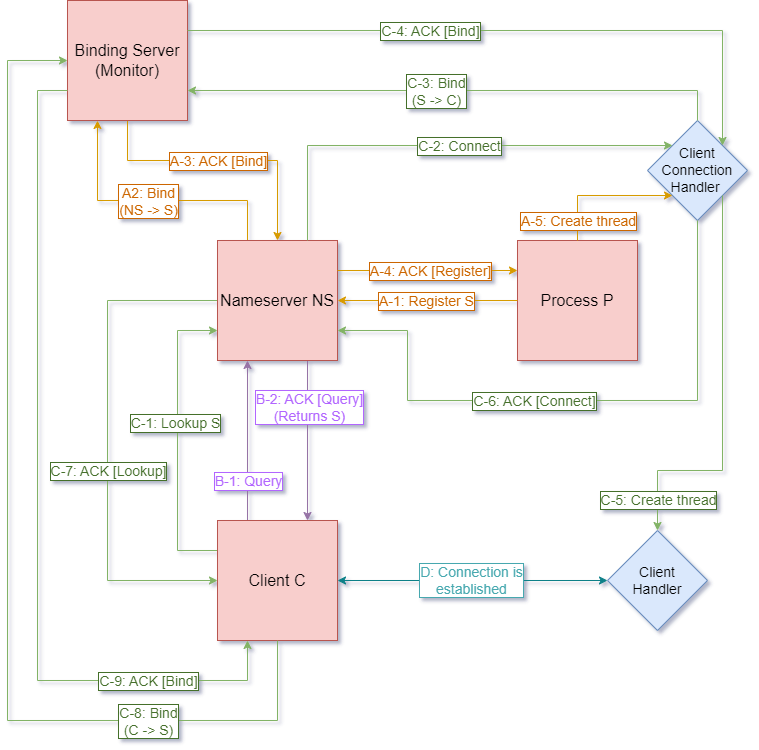 C-4: ACK [Bind]
Binding Server
(Monitor)
C-3: Bind
(S -> C)
C-2: Connect
Client
Connection
Handler
A-3: ACK [Bind]
A2: Bind
(NS -> S)
A-5: Create thread
A-4: ACK [Register]
Nameserver NS
A-1: Register S
Process P
B-2: ACK [Query]
(Returns S)
C-6: ACK [Connect]
C-1: Lookup S
C-7: ACK [Lookup]
B-1: Query
C-5: Create thread
Client C
D: Connection is
established
Client
Handler
C-9: ACK [Bind]
C-8: Bind
(C -> S)